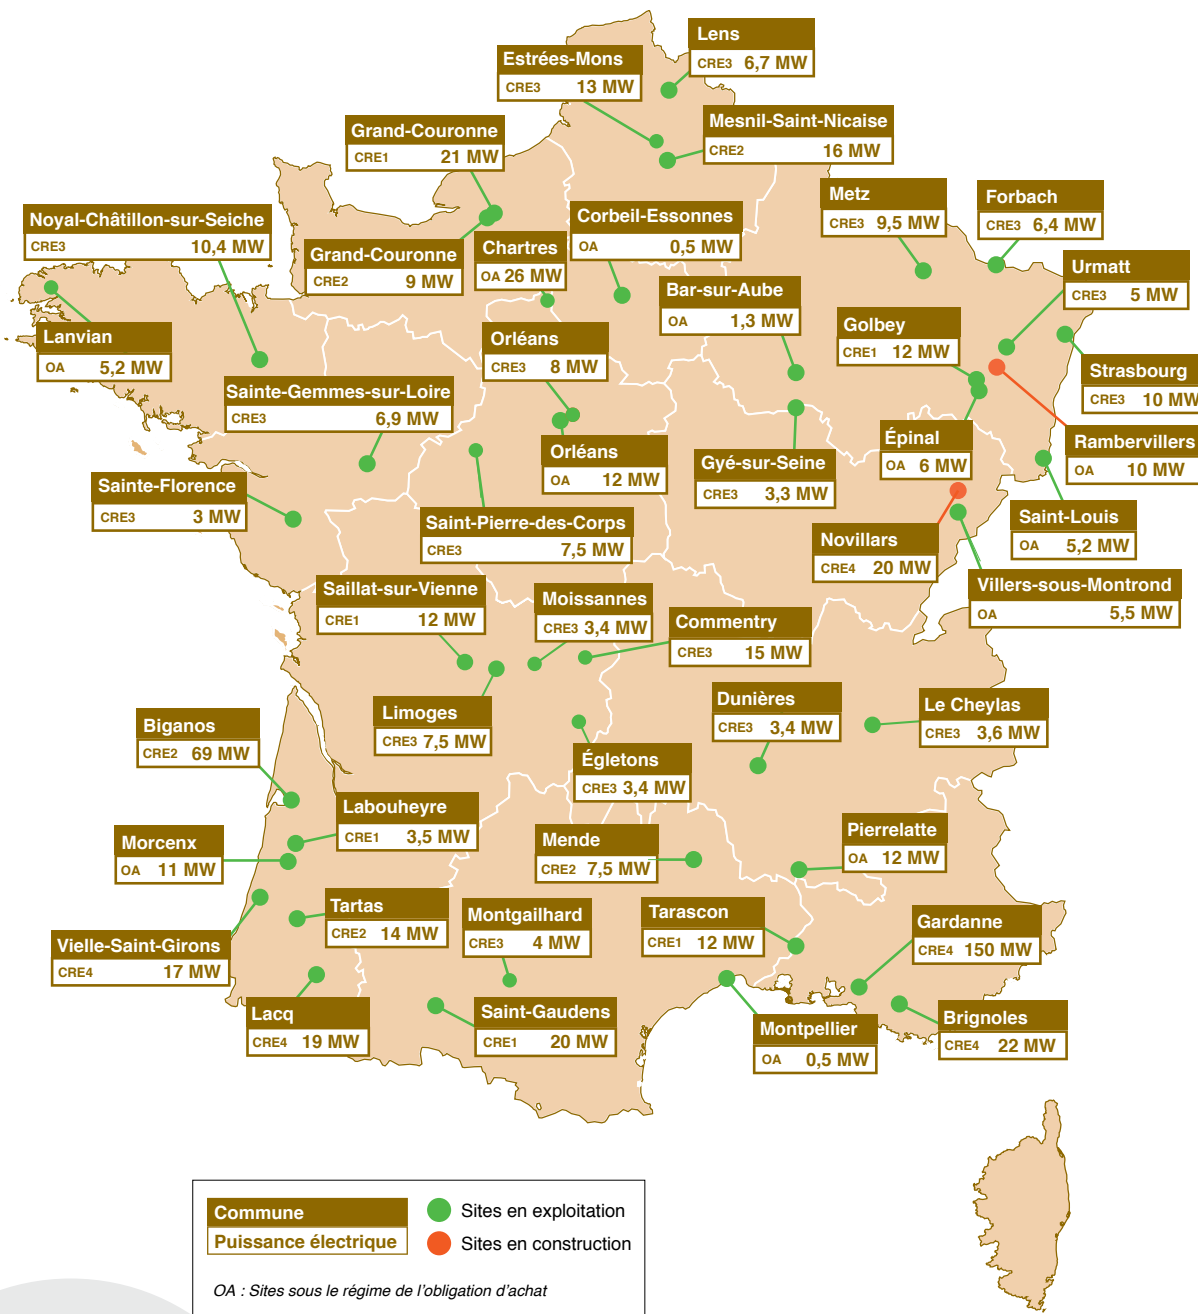 Lens
CRE3 6,7 MW
Estrées-Mons
CRE3 13 MW
Mesnil-Saint-Nicaise
CRE2 16 MW
Grand-Couronne
CRE1 21 MW
Metz
CRE3 9,5 MW
Forbach
CRE3 6,4 MW
Noyal-Châtillon-sur-Seiche
CRE3 10,4 MW
Corbeil-Essonnes
OA 0,5 MW
Grand-Couronne
CRE2 9 MW
Chartres
OA 26 MW
Urmatt
CRE3 5 MW
Bar-sur-Aube
OA 1,3 MW
Lanvian
OA 5,2 MW
Orléans
CRE3 8 MW
Golbey
CRE1 12 MW
Strasbourg
CRE3 10 MW
Sainte-Gemmes-sur-Loire
CRE3 6,9 MW
Orléans
OA 12 MW
Gyé-sur-Seine
CRE3 3,3 MW
Épinal
OA 6 MW
Rambervillers
OA 10 MW
Sainte-Florence
CRE3 3 MW
Saint-Pierre-des-Corps
CRE3 7,5 MW
Saint-Louis
OA 5,2 MW
Novillars
CRE4 20 MW
Villers-sous-Montrond
OA 5,5 MW
Saillat-sur-Vienne
CRE1 12 MW
Moissannes
CRE3 3,4 MW
Commentry
CRE3 15 MW
Limoges
CRE3 7,5 MW
Dunières
CRE3 3,4 MW
Le Cheylas
CRE3 3,6 MW
Biganos
CRE2 69 MW
Égletons
CRE3 3,4 MW
Labouheyre
CRE1 3,5 MW
Morcenx
OA 11 MW
Mende
CRE2 7,5 MW
Pierrelatte
OA 12 MW
Tartas
CRE2 14 MW
Montgailhard
CRE3 4 MW
Tarascon
CRE1 12 MW
Gardanne
CRE4 150 MW
Vielle-Saint-Girons
CRE4 17 MW
Lacq
CRE4 19 MW
Saint-Gaudens
CRE1 20 MW
Montpellier
OA 0,5 MW
Brignoles
CRE4 22 MW
Commune
Puissance électrique
Sites en exploitation
Sites en construction
OA : Sites sous le régime de l'obligation d'achat